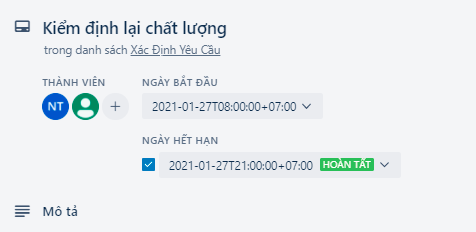 Kiểm định lại chất lượng
trong danh sách Xác Định Yêu Cầu
THÀNH VIÊN
NT
NGÀY BẮT ĐẦU
2021-01-27T08:00:00+07:00
NGÀY HẾT HẠN
2021-01-27T21:00:00+07:00 HOÀN TẤT
Mô tả